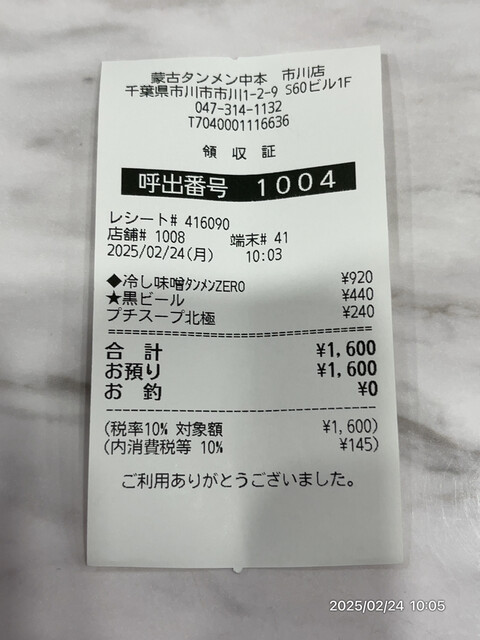 蒙古タンメン中本 市川店
千葉県市川市市川1-2-9 S60ビル1F
047-314-1132
T7040001116636
領収証
呼出番号 1004
レシート# 416090
店舗# 1008 端末# 41
2025/02/24(月) 10:03
◆冷し味噌ﾀﾝﾒﾝZERO ¥920
★黒ビール ¥440
プチスープ北極 ¥240
合計 ¥1,600
お預り ¥1,600
お釣 ¥0
(税率10% 対象額 ¥1,600)
(内消費税等 10% ¥145)
ご利用ありがとうございました。
2025/02/24 10:05